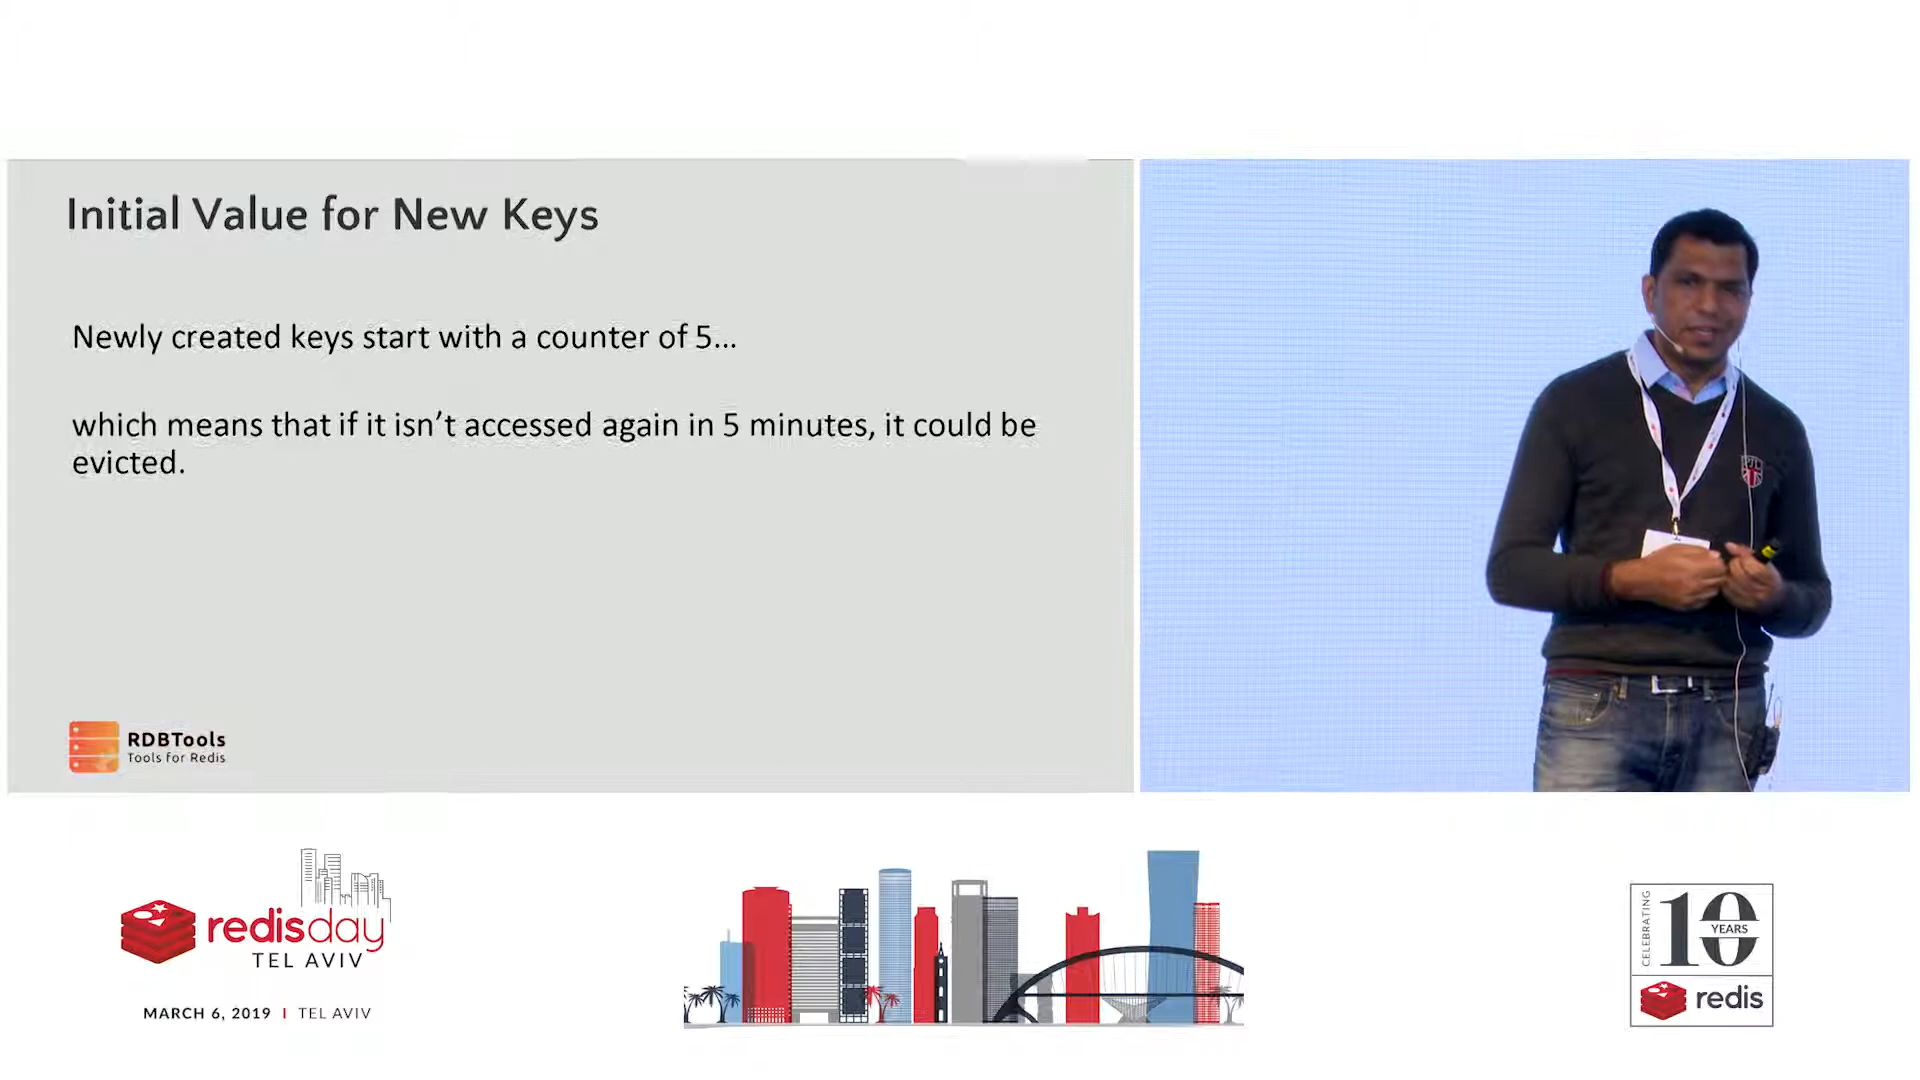 Initial Value for New Keys
Newly created keys start with a counter of 5...
which means that if it isn’t accessed again in 5 minutes, it could be
evicted.
RDBTools
Tools for Redis
PJL
redisday
TEL AVIV
MARCH 6, 2019 | TEL AVIV
CELEBRATING
10
YEARS
redis